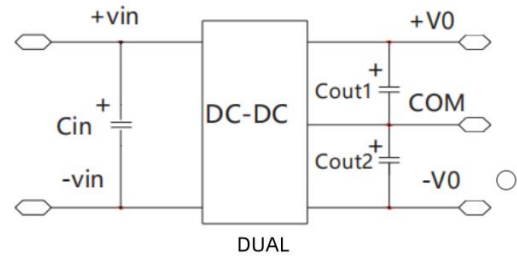 +vin
+V0
+
Cout1
+
Cin
DC-DC
COM
+
Cout2
-vin
-V0
DUAL